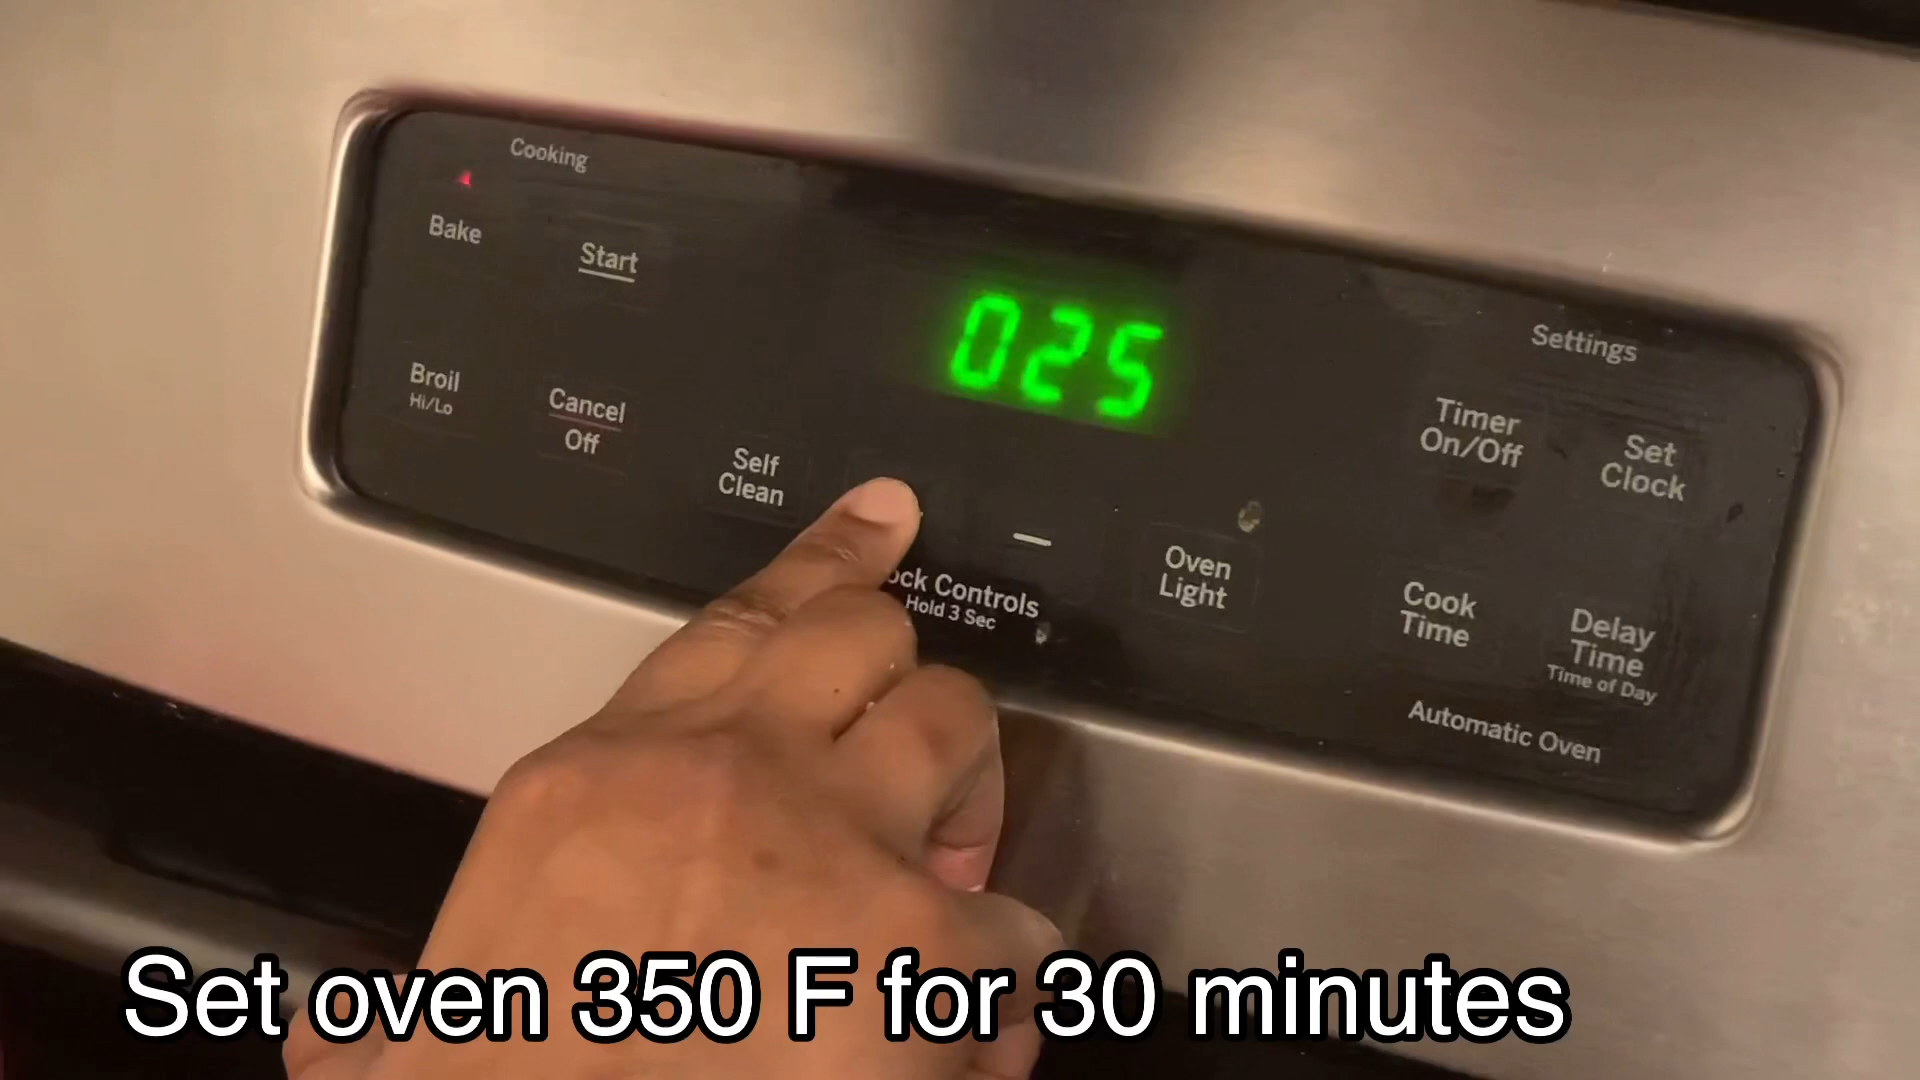 Cooking
Bake
Start
025
Settings
Broil
Hi/Lo
Cancel
Off
Self
Clean
Timer
On/Off
Set
Clock
—
Controls
Hold 3 Sec
Oven
Light
Cook
Time
Delay
Time
Time of Day
Automatic Oven
Set oven 350 F for 30 minutes